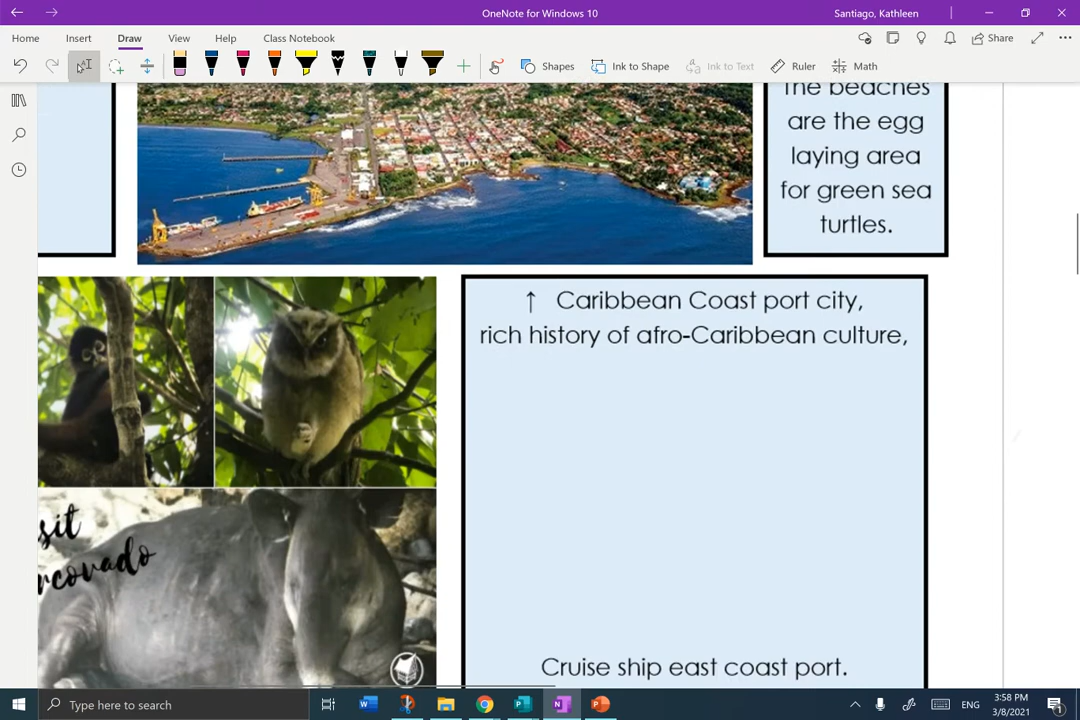 OneNote for Windows 10
Santiago, Kathleen
Home Insert Draw View Help Class Notebook
Share
Shapes
Ink to Shape
Ink to Text
Ruler
Math
The beaches
are the egg
laying area
for green sea
turtles.
↑ Caribbean Coast port city,
rich history of afro-Caribbean culture,
sit
rcovado
Cruise ship east coast port.
Type here to search
ENG
3:58 PM
3/8/2021